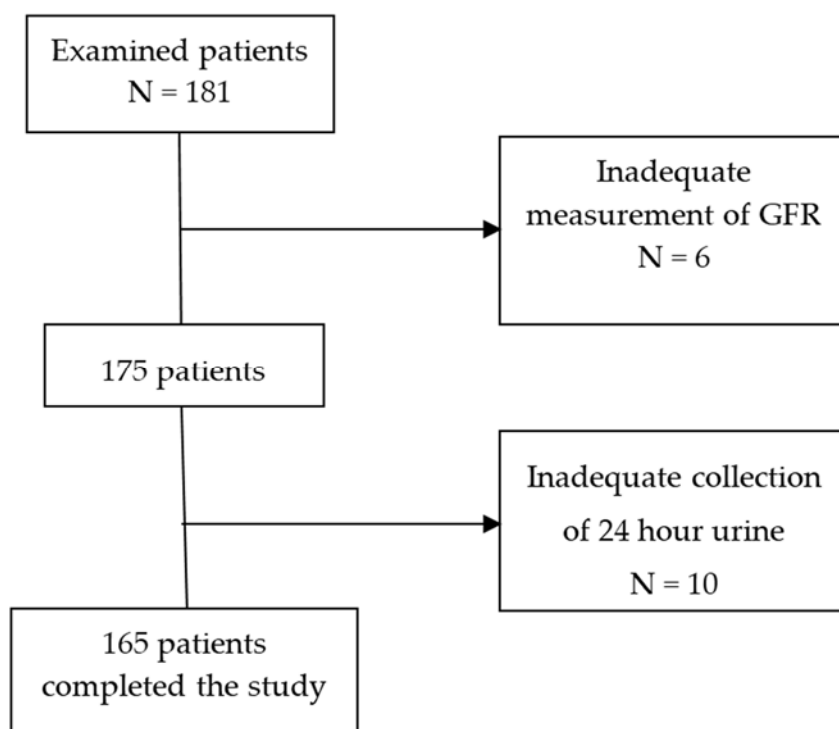 Examined patients
N = 181
Inadequate
measurement of GFR
N = 6
175 patients
Inadequate collection
of 24 hour urine
N = 10
165 patients
completed the study